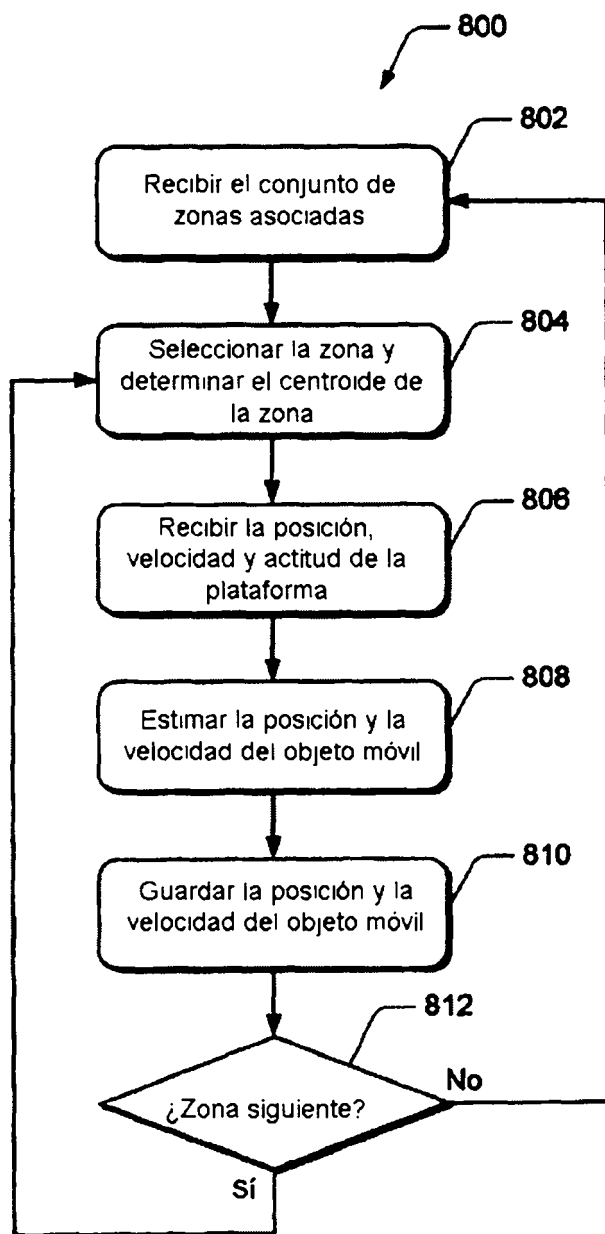 800
802
Recibir el conjunto de
zonas asociadas
804
Seleccionar la zona y
determinar el centroide de
la zona
806
Recibir la posición,
velocidad y actitud de la
plataforma
808
Estimar la posición y la
velocidad del objeto móvil
810
Guardar la posición y la
velocidad del objeto móvil
812
No
¿Zona siguiente?
Sí